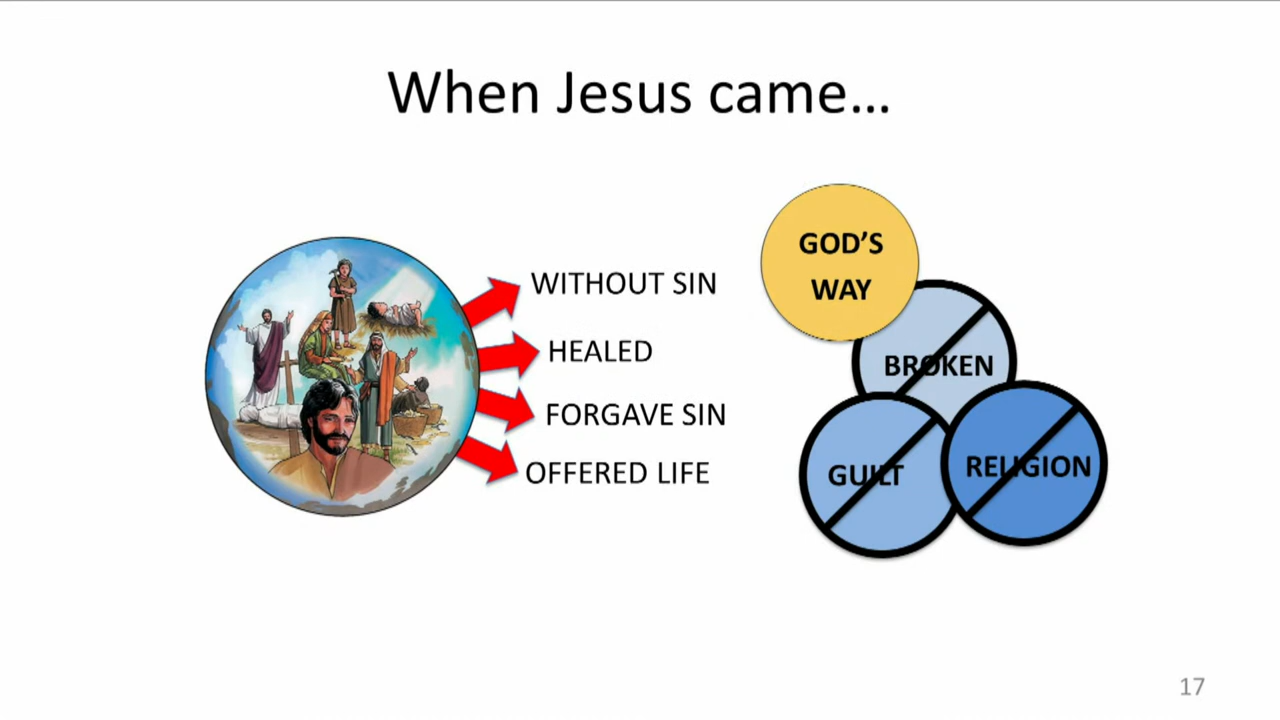 When Jesus came…
WITHOUT SIN
HEALED
FORGAVE SIN
OFFERED LIFE
GOD'S
WAY
BROKEN
GUILT
RELIGION
17